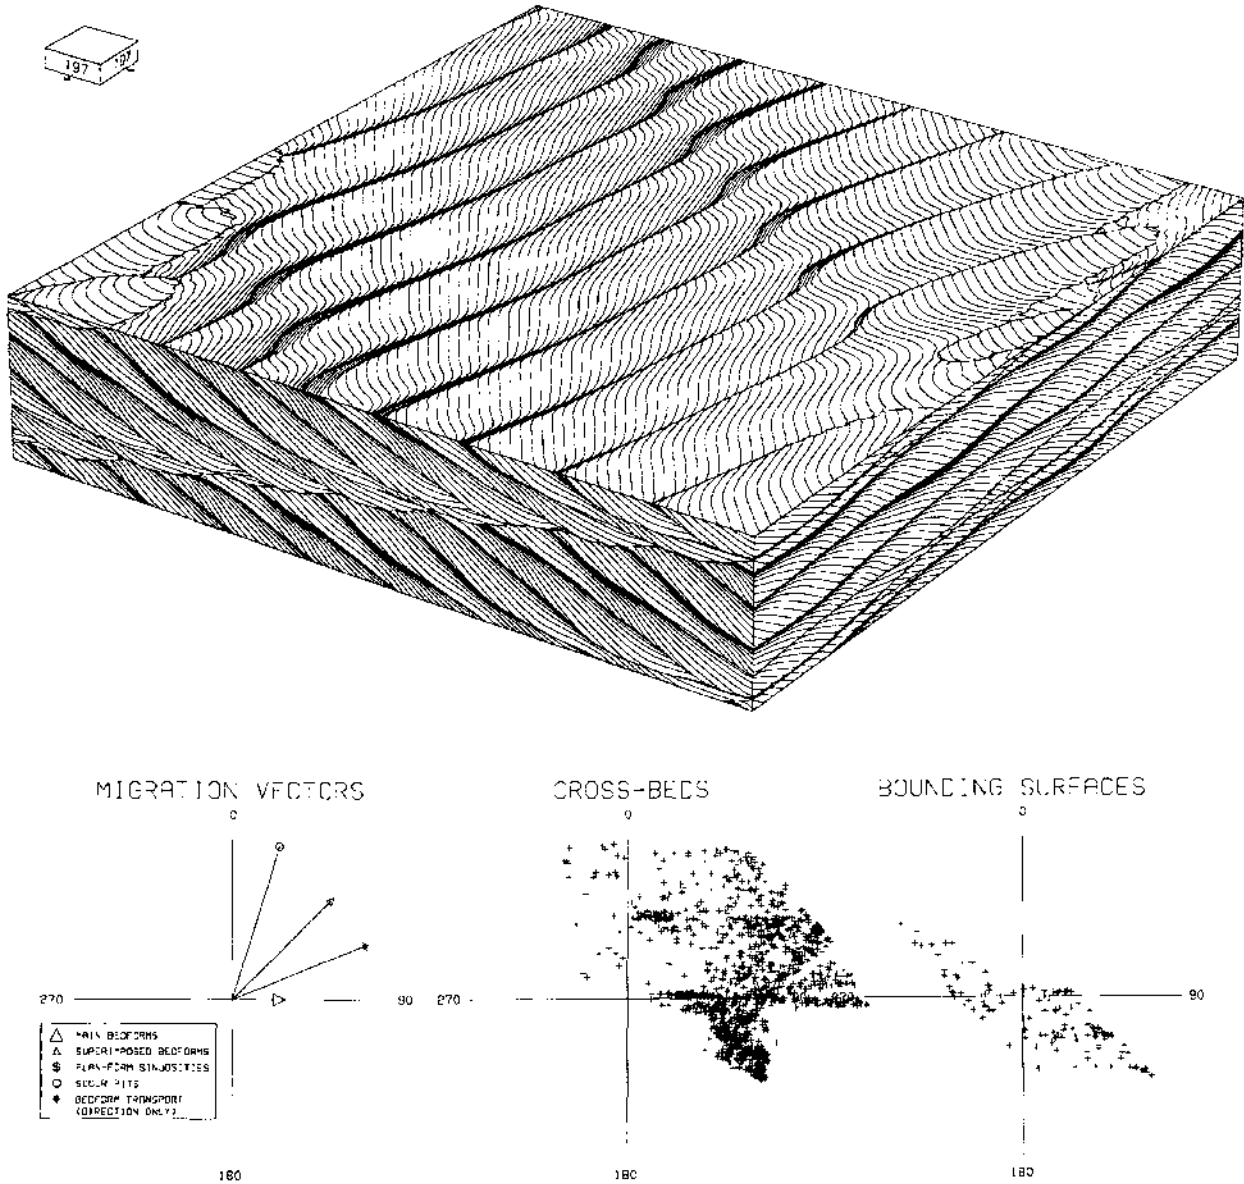 197 197
MIGRATION VECTORS
CROSS-BEDS
BOUNDING SURFACES
0
0
0
270
90
270
90
90
MAIN BEDFORMS
SUPERIMPOSED BEDFORMS
PLAN-FORM SINUOSITIES
SCOUR PITS
BEDFORM TRANSPORT
(DIRECTION ONLY)
180
180
180